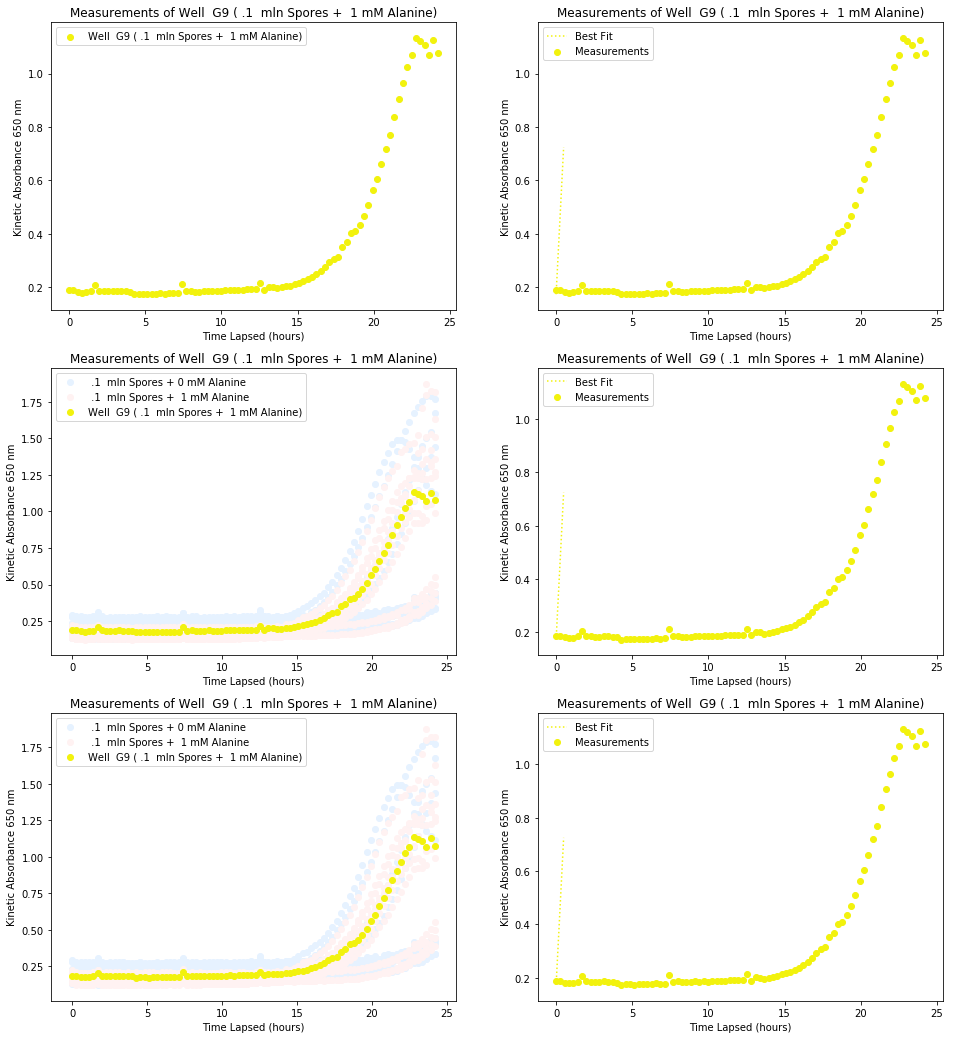 Measurements of Well  G9 ( .1  mln Spores +  1 mM Alanine)
Well  G9 ( .1  mln Spores +  1 mM Alanine)
Kinetic Absorbance 650 nm
1.0
0.8
0.6
0.4
0.2
0 5 10 15 20 25
Time Lapsed (hours)
Measurements of Well  G9 ( .1  mln Spores +  1 mM Alanine)
Best Fit
Measurements
Kinetic Absorbance 650 nm
1.0
0.8
0.6
0.4
0.2
0 5 10 15 20 25
Time Lapsed (hours)
Measurements of Well  G9 ( .1  mln Spores +  1 mM Alanine)
.1  mln Spores + 0 mM Alanine
.1  mln Spores +  1 mM Alanine
Well  G9 ( .1  mln Spores +  1 mM Alanine)
Kinetic Absorbance 650 nm
1.75
1.50
1.25
1.00
0.75
0.50
0.25
0 5 10 15 20 25
Time Lapsed (hours)
Measurements of Well  G9 ( .1  mln Spores +  1 mM Alanine)
Best Fit
Measurements
Kinetic Absorbance 650 nm
1.0
0.8
0.6
0.4
0.2
0 5 10 15 20 25
Time Lapsed (hours)
Measurements of Well  G9 ( .1  mln Spores +  1 mM Alanine)
.1  mln Spores + 0 mM Alanine
.1  mln Spores +  1 mM Alanine
Well  G9 ( .1  mln Spores +  1 mM Alanine)
Kinetic Absorbance 650 nm
1.75
1.50
1.25
1.00
0.75
0.50
0.25
0 5 10 15 20 25
Time Lapsed (hours)
Measurements of Well  G9 ( .1  mln Spores +  1 mM Alanine)
Best Fit
Measurements
Kinetic Absorbance 650 nm
1.0
0.8
0.6
0.4
0.2
0 5 10 15 20 25
Time Lapsed (hours)